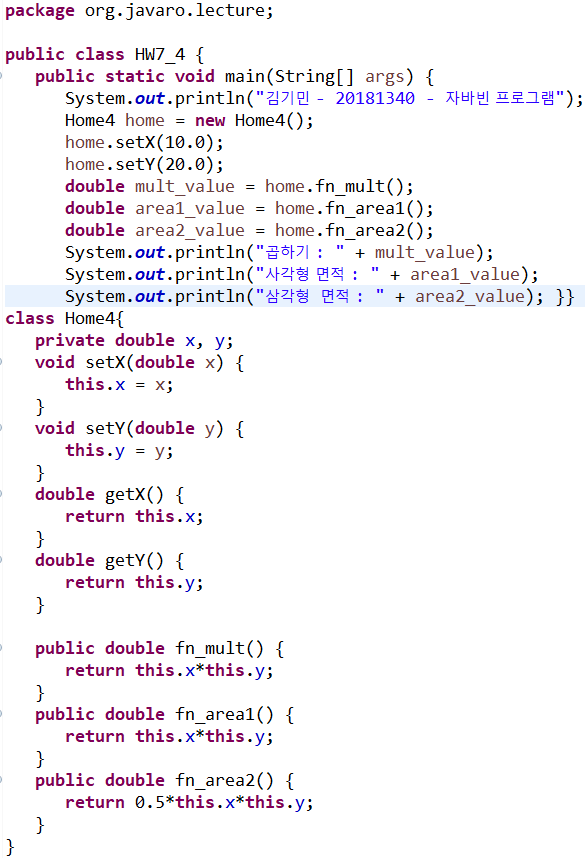 package org.javaro.lecture;

public class HW7_4 {
   public static void main(String[] args) {
      System.out.println("김기민 - 20181340 - 자바빈 프로그램");
      Home4 home = new Home4();
      home.setX(10.0);
      home.setY(20.0);
      double mult_value = home.fn_mult();
      double area1_value = home.fn_area1();
      double area2_value = home.fn_area2();
      System.out.println("곱하기 : " + mult_value);
      System.out.println("사각형 면적 : " + area1_value);
      System.out.println("삼각형 면적 : " + area2_value); }}
class Home4{
   private double x, y;
   void setX(double x) {
      this.x = x;
   }
   void setY(double y) {
      this.y = y;
   }
   double getX() {
      return this.x;
   }
   double getY() {
      return this.y;
   }

   public double fn_mult() {
      return this.x*this.y;
   }
   public double fn_area1() {
      return this.x*this.y;
   }
   public double fn_area2() {
      return 0.5*this.x*this.y;
   }
}